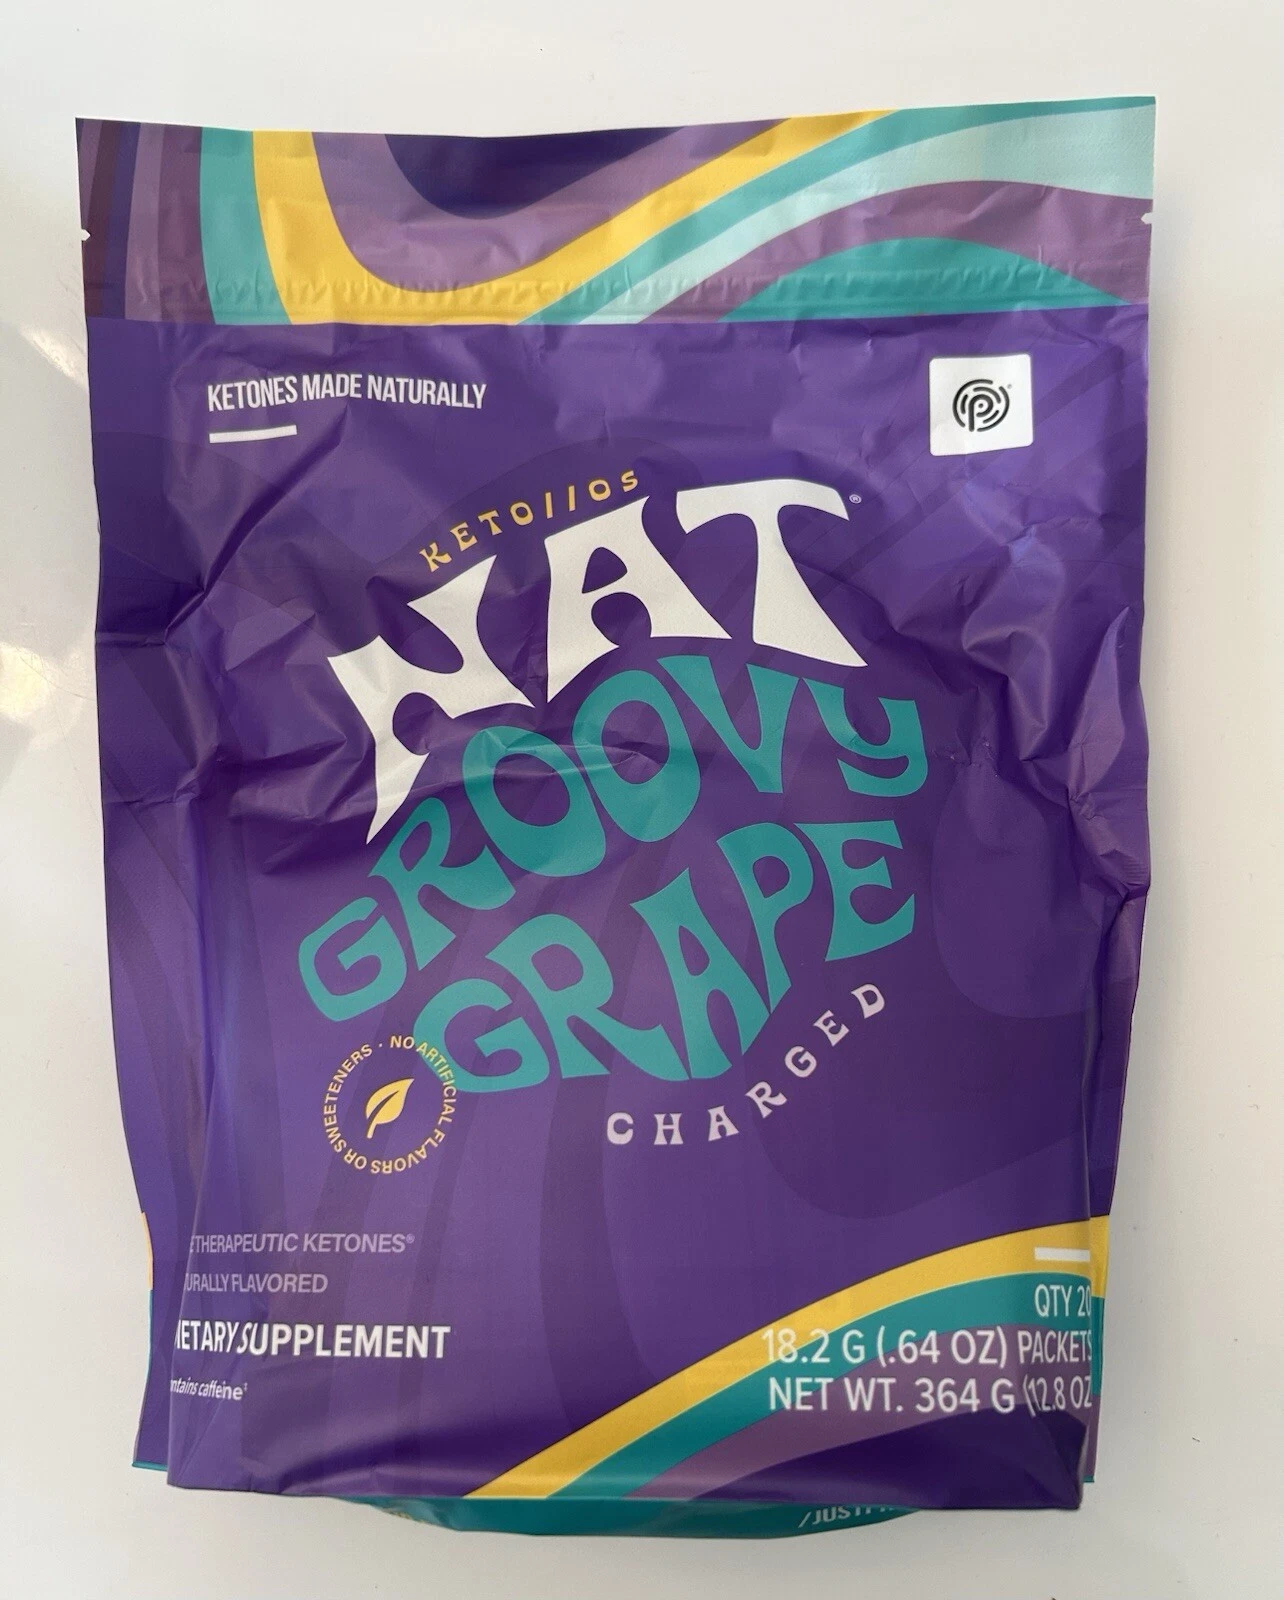 KETONES MADE NATURALLY
KETO//OS
NAT®
GROOVY
GRAPE
CHARGED
NO ARTIFICIAL FLAVORS OR SWEETENERS ·
THERAPEUTIC KETONES®
URALLY FLAVORED
IETARY SUPPLEMENT
ntains caffeine‡
QTY 20
18.2 G (.64 OZ) PACKETS
NET WT. 364 G (12.8 OZ